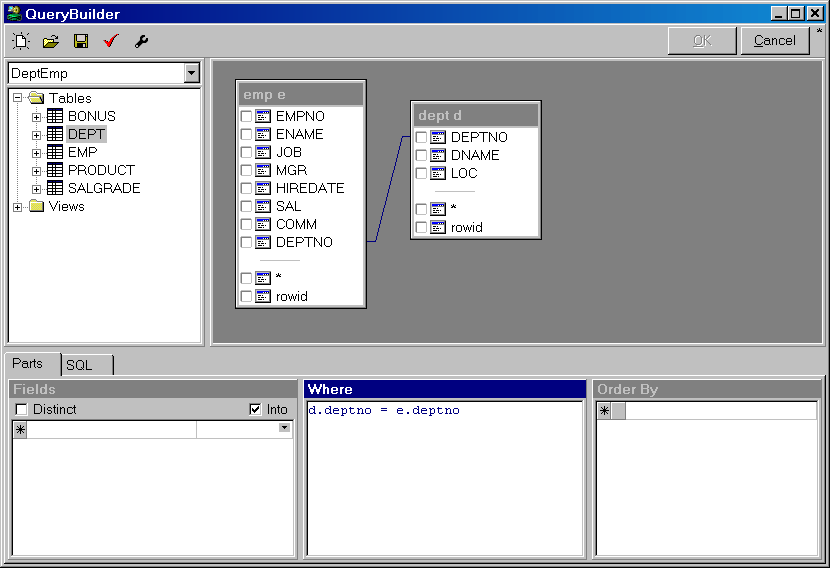 QueryBuilder
OK
Cancel
*
DeptEmp
Tables
BONUS
DEPT
EMP
PRODUCT
SALGRADE
Views
emp e
EMPNO
ENAME
JOB
MGR
HIREDATE
SAL
COMM
DEPTNO
*
rowid
dept d
DEPTNO
DNAME
LOC
*
rowid
Parts
SQL
Fields
Distinct
Into
*
Where
d.deptno = e.deptno
Order By
*